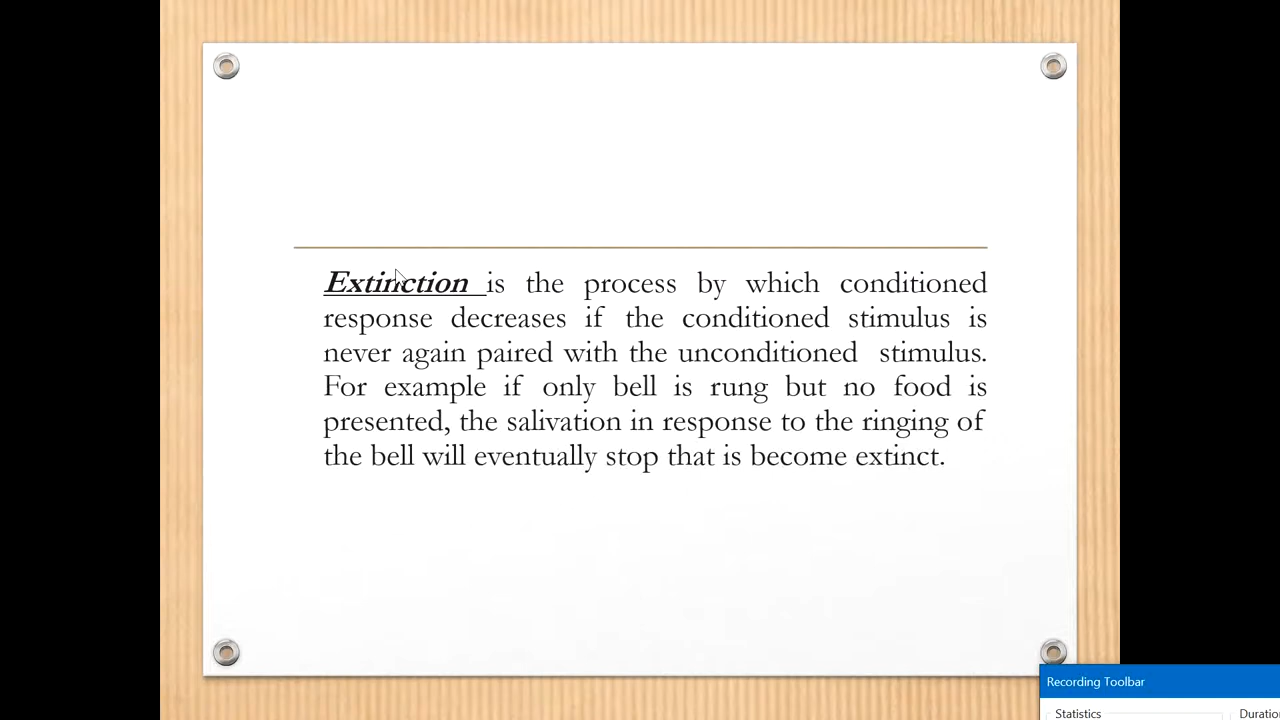 Extinction is the process by which conditioned
response decreases if the conditioned stimulus is
never again paired with the unconditioned stimulus.
For example if only bell is rung but no food is
presented, the salivation in response to the ringing of
the bell will eventually stop that is become extinct.
Recording Toolbar
Statistics